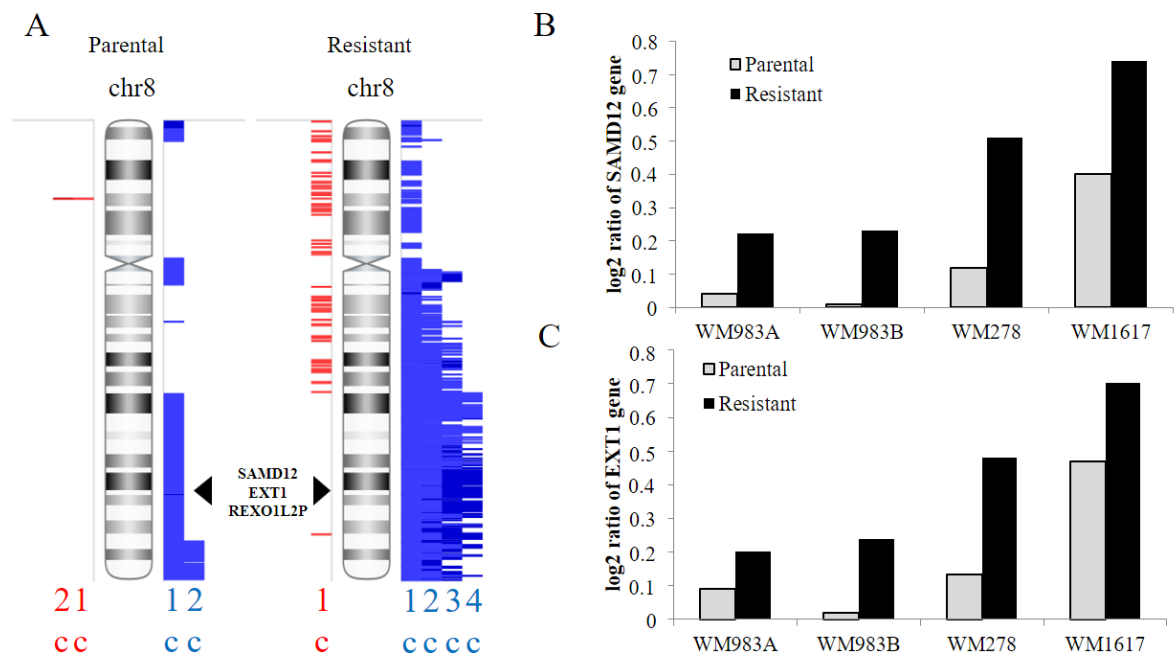 A
Parental
Resistant
chr8
chr8
SAMD12
EXT1
REXO1L2P
2 1
1 2
1
1 2 3 4
c c
c c
c
c c c c
B
log2 ratio of SAMD12 gene
0.8
0.7
0.6
0.5
0.4
0.3
0.2
0.1
0
Parental
Resistant
WM983A
WM983B
WM278
WM1617
C
log2 ratio of EXT1 gene
0.8
0.7
0.6
0.5
0.4
0.3
0.2
0.1
0
Parental
Resistant
WM983A
WM983B
WM278
WM1617